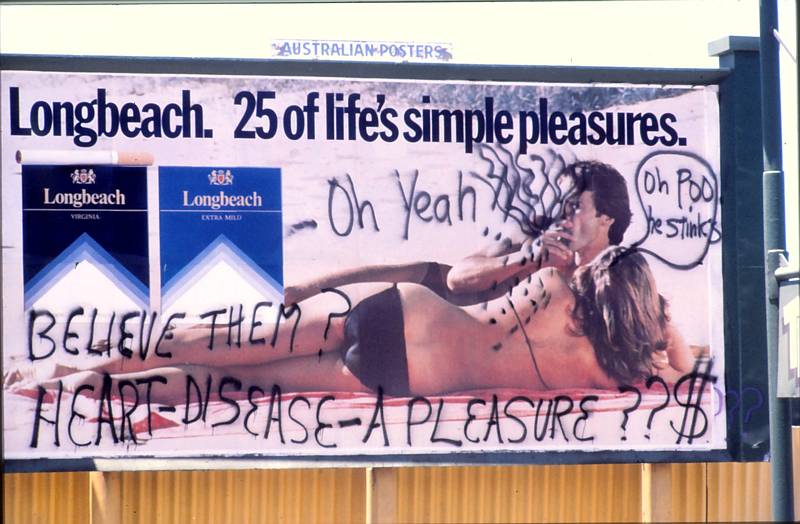 AUSTRALIAN POSTERS
Longbeach. 25 of life's simple pleasures.
Longbeach
VIRGINIA
Longbeach
EXTRA MILD
- Oh Yeah
Oh Poo
he stinks
BELIEVE THEM?
HEART-DISEASE-A PLEASURE ??$??